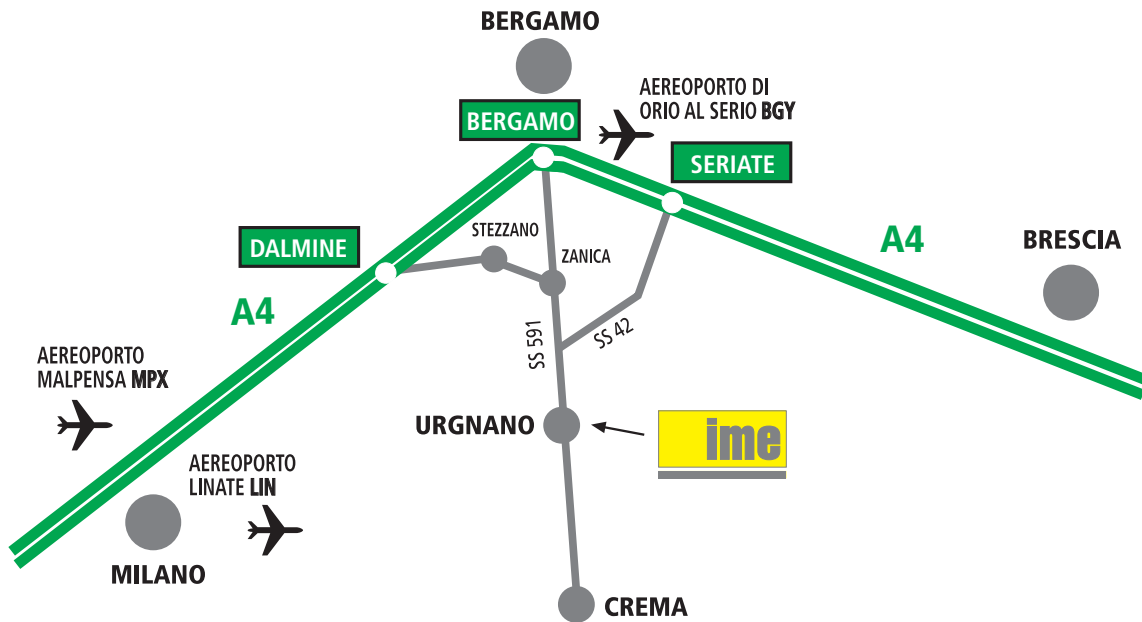 BERGAMO
AEREOPORTO DI
ORIO AL SERIO BGY
BERGAMO
SERIATE
STEZZANO
DALMINE
ZANICA
A4
BRESCIA
A4
SS 591
SS 42
AEREOPORTO
MALPENSA MPX
URGNANO
ime
AEREOPORTO
LINATE LIN
MILANO
CREMA